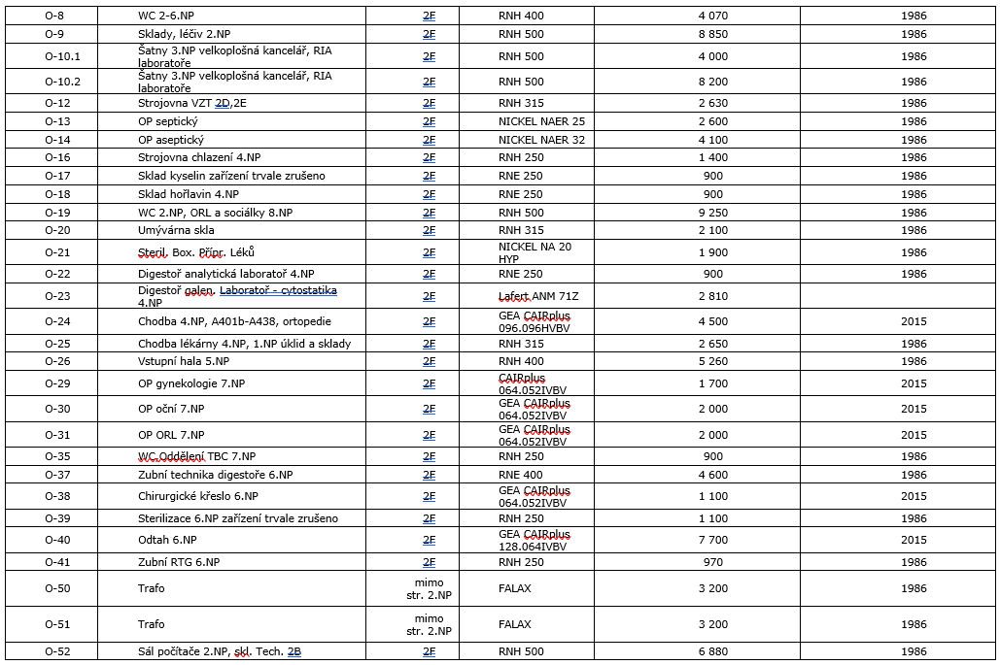 O-8 WC 2-6.NP 2F RNH 400 4 070 1986
O-9 Sklady, léčiv 2.NP 2F RNH 500 8 850 1986
O-10.1 Šatny 3.NP velkoplošná kancelář, RIA laboratoře 2F RNH 500 4 000 1986
O-10.2 Šatny 3.NP velkoplošná kancelář, RIA laboratoře 2F RNH 500 8 200 1986
O-12 Strojovna VZT 2D,2E 2F RNH 315 2 630 1986
O-13 OP septický 2F NICKEL NAER 25 2 600 1986
O-14 OP aseptický 2F NICKEL NAER 32 4 100 1986
O-16 Strojovna chlazení 4.NP 2F RNH 250 1 400 1986
O-17 Sklad kyselin zařízení trvale zrušeno 2F RNE 250 900 1986
O-18 Sklad hořlavin 4.NP 2F RNE 250 900 1986
O-19 WC 2.NP, ORL a sociálky 8.NP 2F RNH 500 9 250 1986
O-20 Umývárna skla 2F RNH 315 2 100 1986
O-21 Steril. Box. Přípr. Léků 2F NICKEL NA 20 HYP 1 900 1986
O-22 Digestoř analytická laboratoř 4.NP 2F RNE 250 900 1986
O-23 Digestoř galen. Laboratoř - cytostatika 4.NP 2F Lafert ANM 71Z 2 810
O-24 Chodba 4.NP, A401b-A438, ortopedie 2F GEA CAIRplus 096.096HVBV 4 500 2015
O-25 Chodba lékárny 4.NP, 1.NP úklid a sklady 2F RNH 315 2 650 1986
O-26 Vstupní hala 5.NP 2F RNH 400 5 260 1986
O-29 OP gynekologie 7.NP 2F CAIRplus 064.052IVBV 1 700 2015
O-30 OP oční 7.NP 2F GEA CAIRplus 064.052IVBV 2 000 2015
O-31 OP ORL 7.NP 2F GEA CAIRplus 064.052IVBV 2 000 2015
O-35 WC,Oddělení TBC 7.NP 2F RNH 250 900 1986
O-37 Zubní technika digestoře 6.NP 2F RNE 400 4 600 1986
O-38 Chirurgické křeslo 6.NP 2F GEA CAIRplus 064.052IVBV 1 100 2015
O-39 Sterilizace 6.NP zařízení trvale zrušeno 2F RNH 250 1 100 1986
O-40 Odtah 6.NP 2F GEA CAIRplus 128.064IVBV 7 700 2015
O-41 Zubní RTG 6.NP 2F RNH 250 970 1986
O-50 Trafo mimo str. 2.NP FALAX 3 200 1986
O-51 Trafo mimo str. 2.NP FALAX 3 200 1986
O-52 Sál počítače 2.NP, skl. Tech. 2B 2F RNH 500 6 880 1986